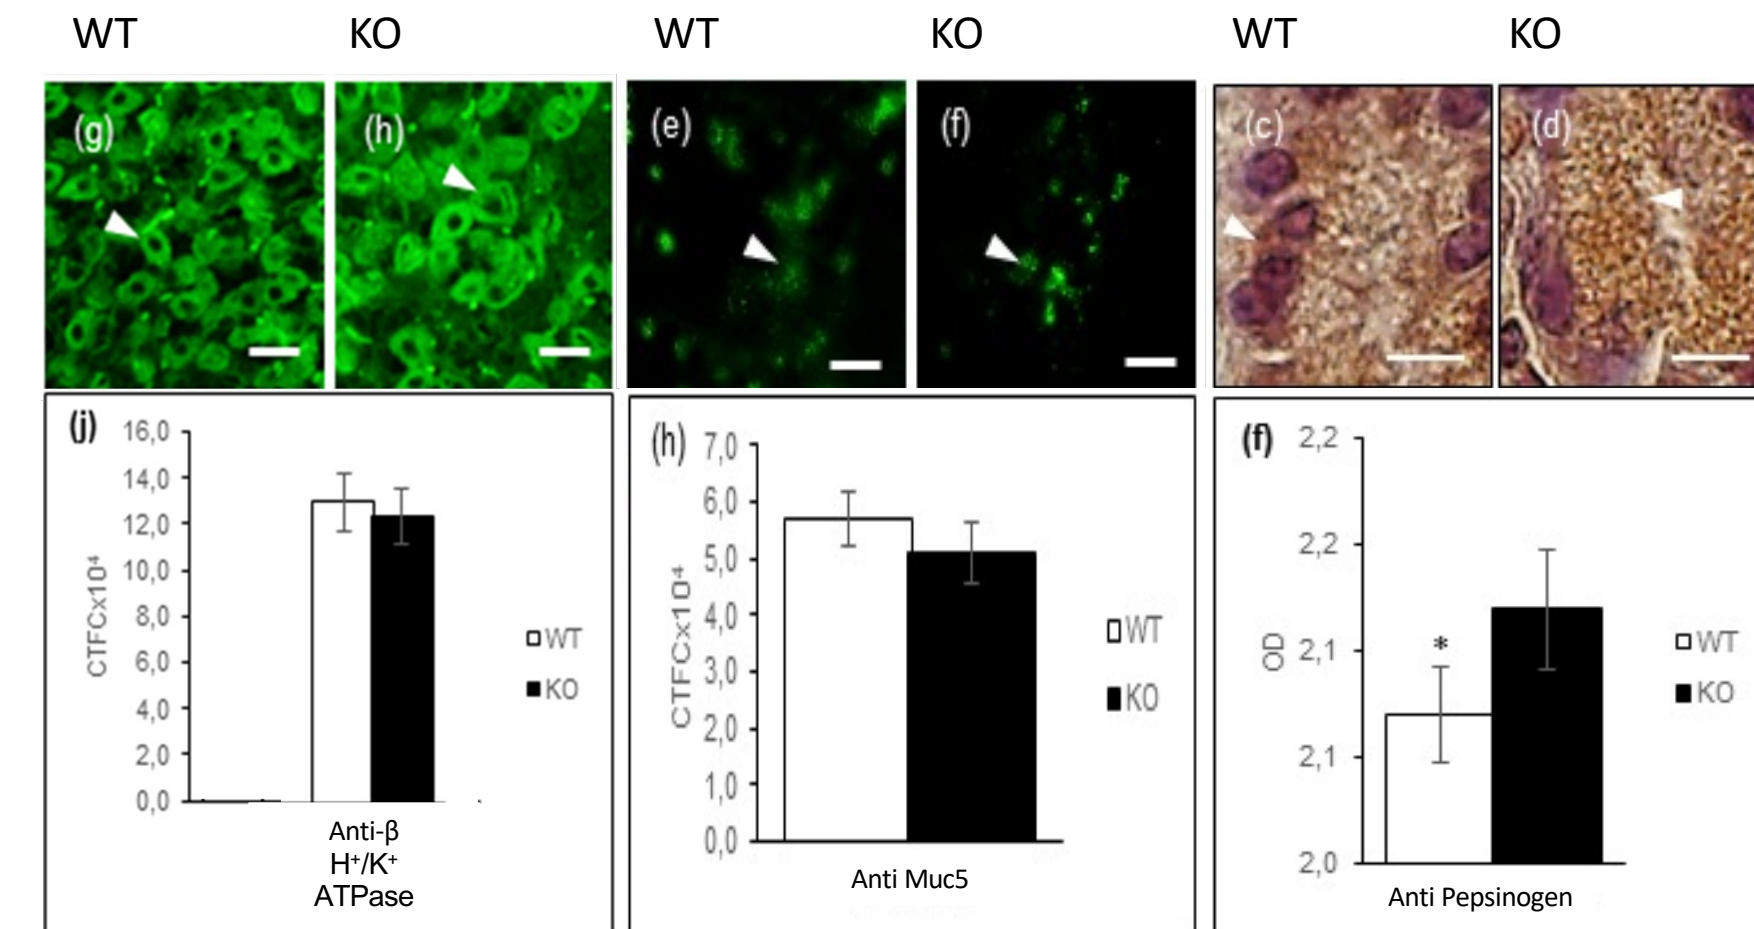 WT KO WT KO WT KO
(g) (h) (e) (f) (c) (d)
(j)
16,0
14,0
12,0
10,0
8,0
6,0
4,0
2,0
0,0
CTFCx10⁴
WT
KO
Anti-β
H⁺/K⁺
ATPase
(h)
7,0
6,0
5,0
4,0
3,0
2,0
1,0
0,0
CTFCx10⁴
WT
KO
Anti Muc5
(f)
2,2
2,2
2,1
2,1
2,0
OD
*
WT
KO
Anti Pepsinogen